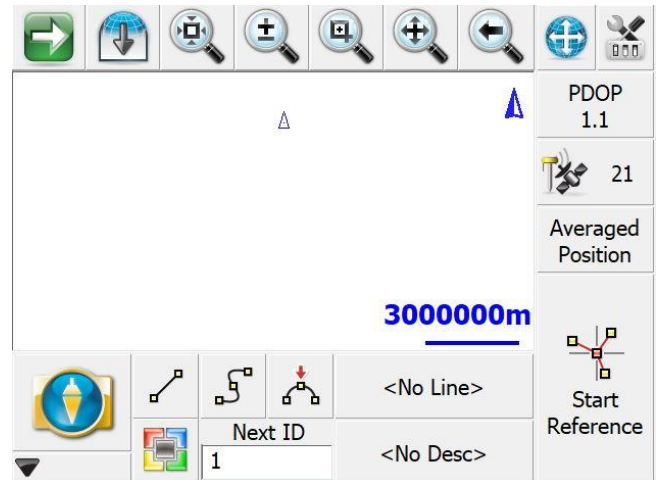 PDOP
1.1
21
Averaged
Position
3000000m
<No Line>
Start
Reference
Next ID
1
<No Desc>